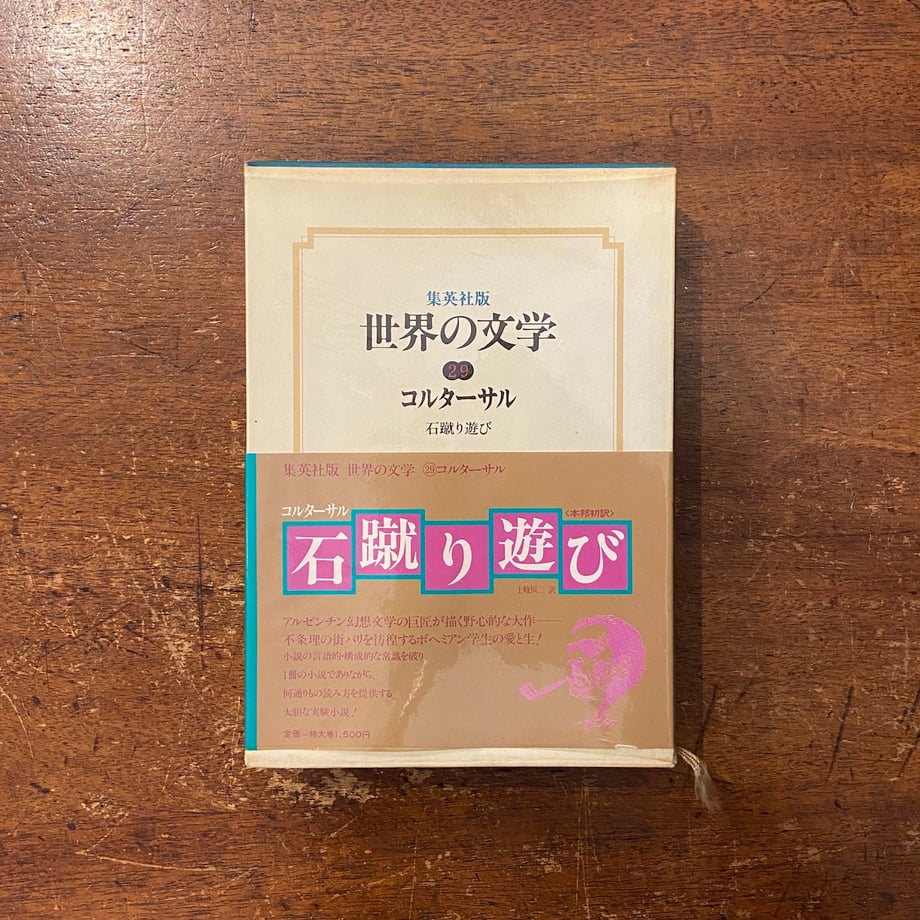 集英社版
世界の文学
29
コルターサル
石蹴り遊び
集英社版 世界の文学 ㉙コルターサル
コルターサル
〈本邦初訳〉
石蹴り遊び
土岐恒二 訳
アルゼンチン幻想文学の巨匠が描く野心的な大作——
不条理の街パリを彷徨するボヘミアン学生の愛と生!
小説の言語的・構成的な常識を破り、
1冊の小説でありながら、
何通りもの読み方を提供する
大胆な実験小説!
定価=特大巻1,500円